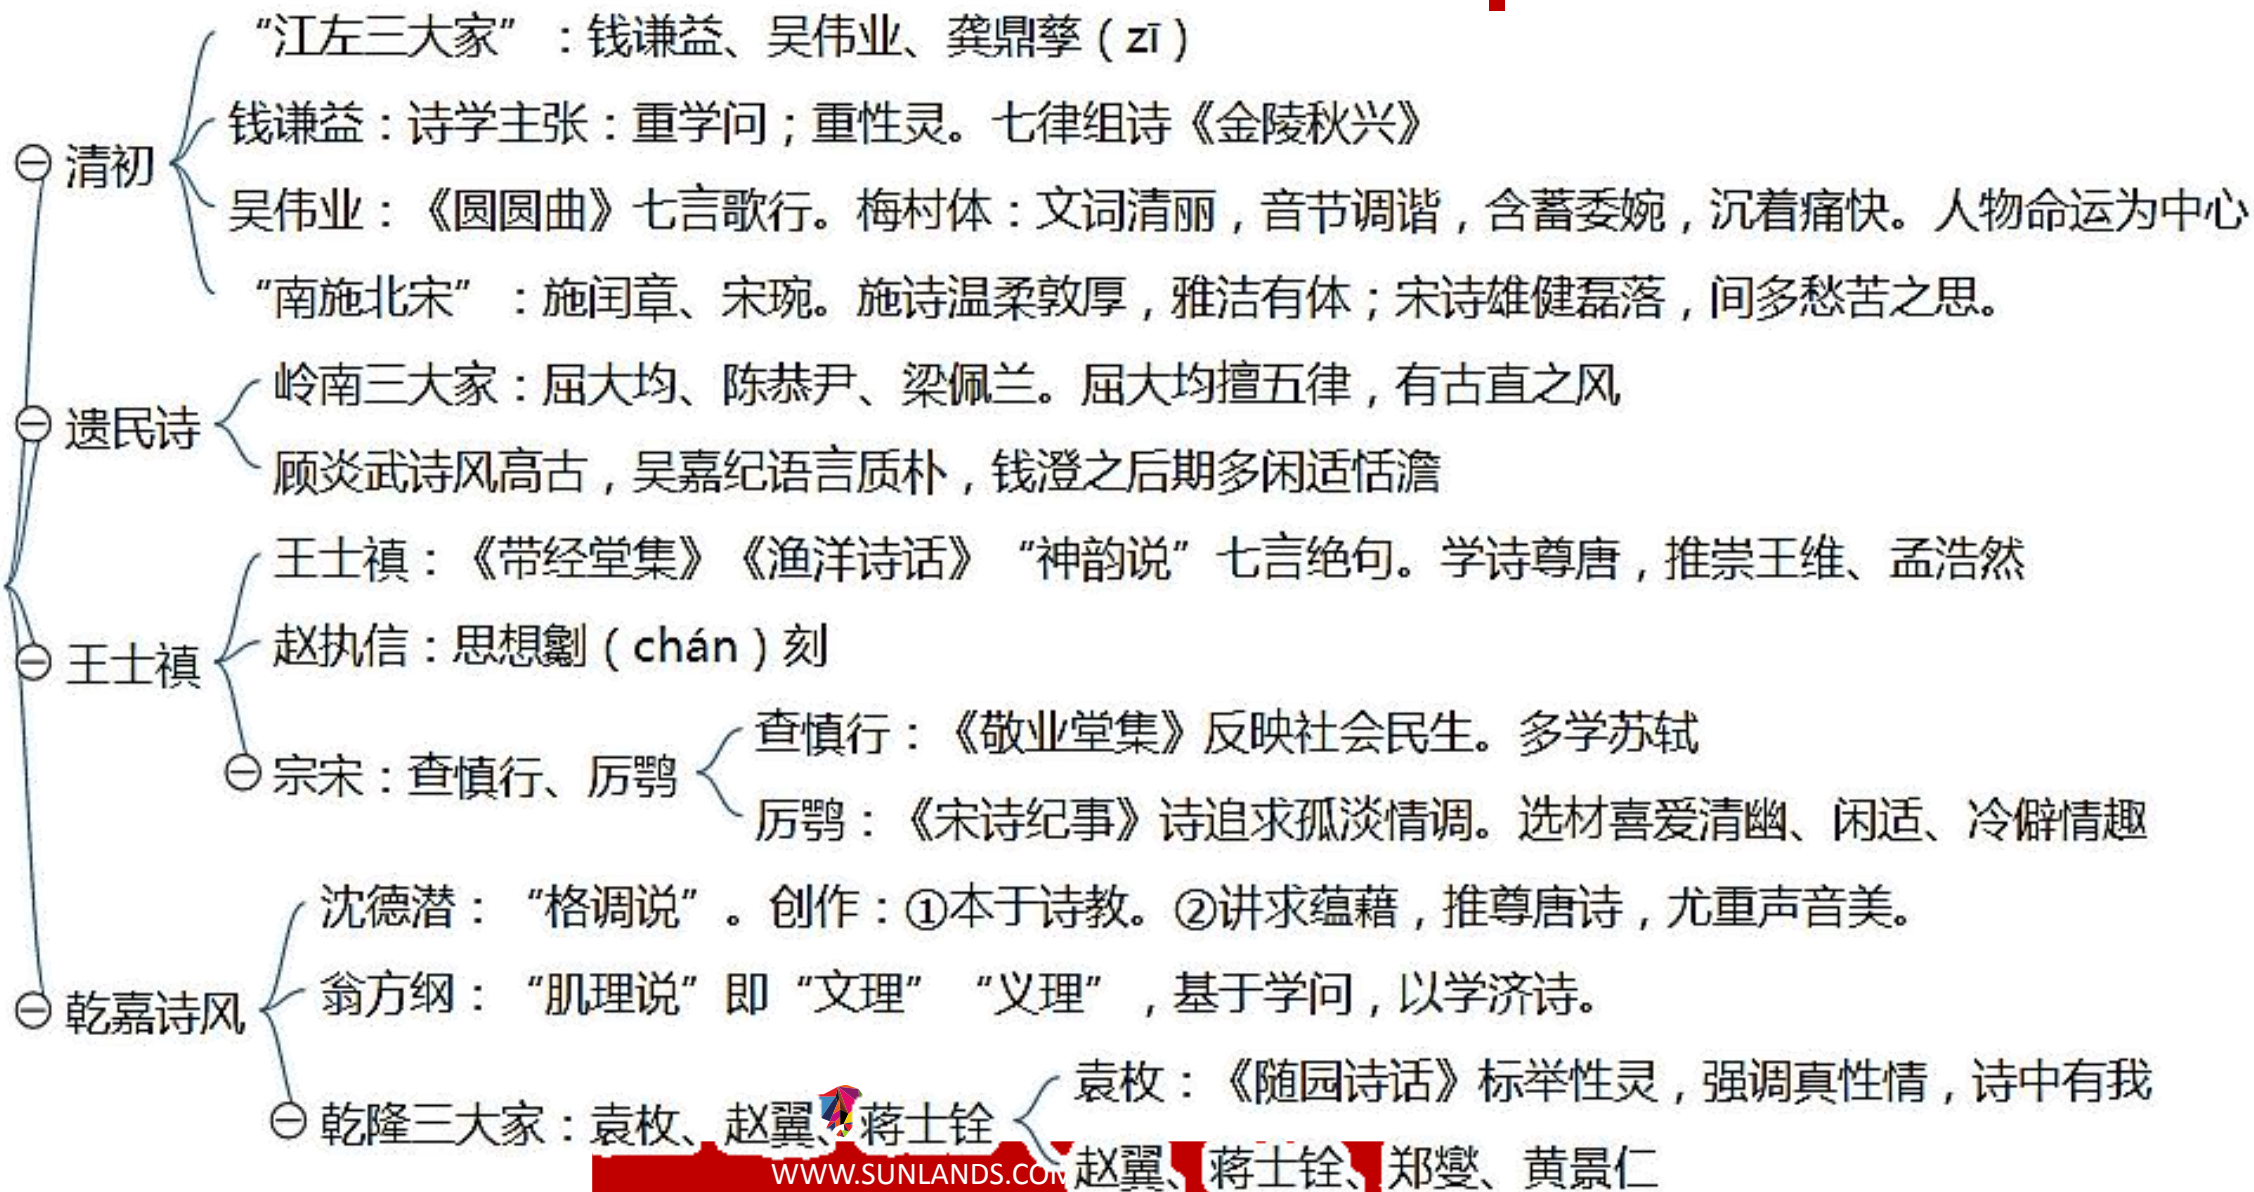 “江左三大家”：钱谦益、吴伟业、龚鼎孳（zī）
钱谦益：诗学主张：重学问；重性灵。七律组诗《金陵秋兴》
清初
吴伟业：《圆圆曲》七言歌行。梅村体：文词清丽，音节调谐，含蓄委婉，沉着痛快。人物命运为中心
“南施北宋”：施闰章、宋琬。施诗温柔敦厚，雅洁有体；宋诗雄健磊落，间多愁苦之思。
岭南三大家：屈大均、陈恭尹、梁佩兰。屈大均擅五律，有古直之风
遗民诗
顾炎武诗风高古，吴嘉纪语言质朴，钱澄之后期多闲适恬澹
王士禛：《带经堂集》《渔洋诗话》“神韵说”七言绝句。学诗尊唐，推崇王维、孟浩然
赵执信：思想劖（chán）刻
王士禛
查慎行：《敬业堂集》反映社会民生。多学苏轼
宗宋：查慎行、厉鹗
厉鹗：《宋诗纪事》诗追求孤淡情调。选材喜爱清幽、闲适、冷僻情趣
沈德潜：“格调说”。创作：①本于诗教。②讲求蕴藉，推尊唐诗，尤重声音美。
翁方纲：“肌理说”即“文理”“义理”，基于学问，以学济诗。
乾嘉诗风
袁枚：《随园诗话》标举性灵，强调真性情，诗中有我
乾隆三大家：袁枚、赵翼、蒋士铨
赵翼、蒋士铨、郑燮、黄景仁
WWW.SUNLANDS.COM